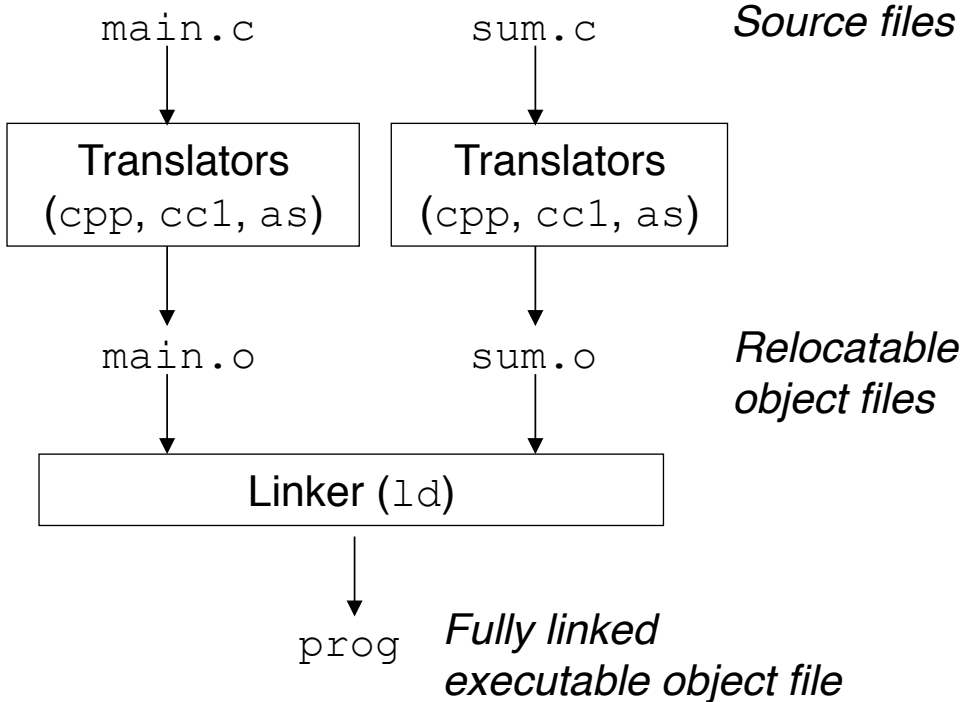 main.c
sum.c
Source files
Translators
(cpp, cc1, as)
Translators
(cpp, cc1, as)
main.o
sum.o
Relocatable
object files
Linker (ld)
prog
Fully linked
executable object file